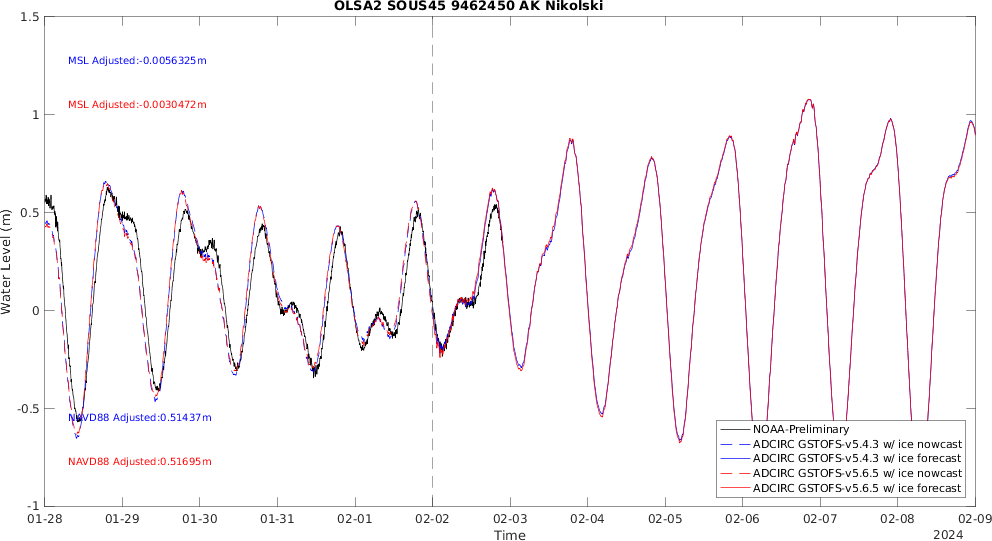 OLSA2 SOUS45 9462450 AK Nikolski
1.5
MSL Adjusted:-0.0056325m
MSL Adjusted:-0.0030472m
1
0.5
0
-0.5
-1
Water Level (m)
NAVD88 Adjusted:0.51437m
NAVD88 Adjusted:0.51695m
NOAA-Preliminary
ADCIRC GSTOFS-v5.4.3 w/ ice nowcast
ADCIRC GSTOFS-v5.4.3 w/ ice forecast
ADCIRC GSTOFS-v5.6.5 w/ ice nowcast
ADCIRC GSTOFS-v5.6.5 w/ ice forecast
01-28 01-29 01-30 01-31 02-01 02-02 02-03 02-04 02-05 02-06 02-07 02-08 02-09
Time
2024